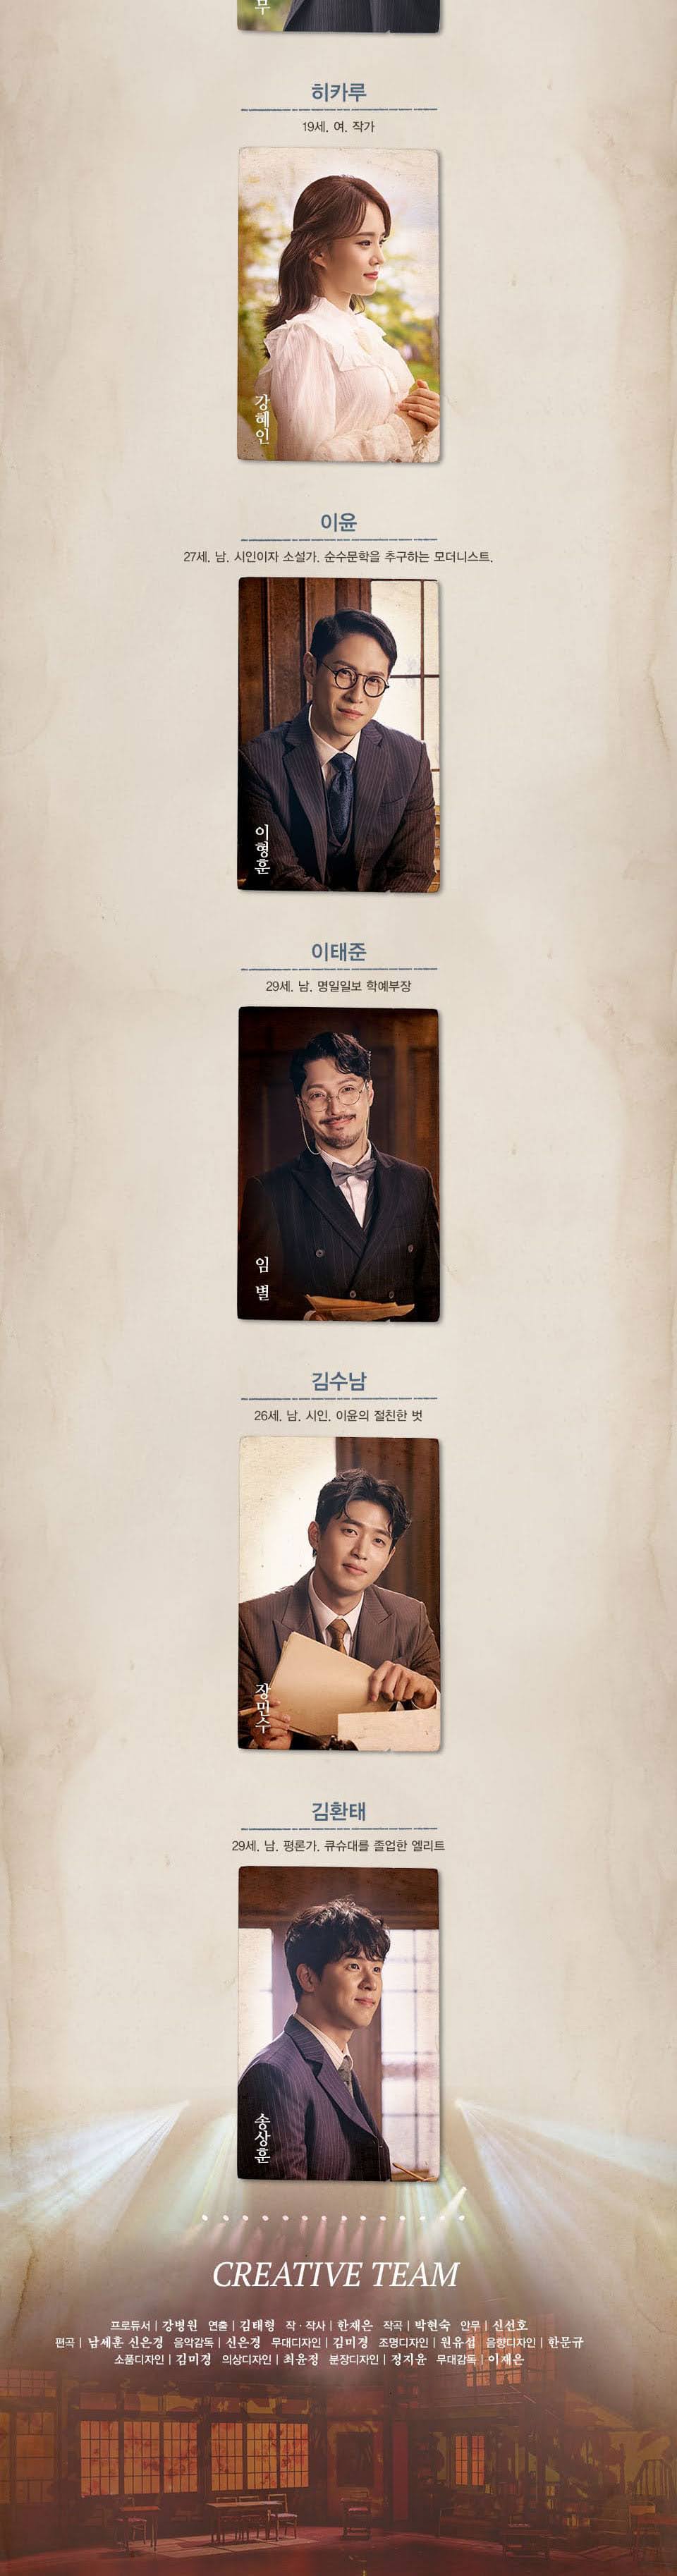 무
히카루
19세. 여. 작가
강혜인
이윤
27세. 남. 시인이자 소설가. 순수문학을 추구하는 모더니스트.
이형훈
이태준
29세. 남. 명일일보 학예부장
임별
김수남
26세. 남. 시인. 이윤의 절친한 벗
장민수
김환태
29세. 남. 평론가. 큐슈대를 졸업한 엘리트
송상훈
CREATIVE TEAM
프로듀서 | 강병원 연출 | 김태형 작 · 작사 | 한재은 작곡 | 박현숙 안무 | 신선호
편곡 | 남세훈 신은경 음악감독 | 신은경 무대디자인 | 김미경 조명디자인 | 원유섭 음향디자인 | 한문규
소품디자인 | 김미경 의상디자인 | 최윤정 분장디자인 | 정지윤 무대감독 | 이재은